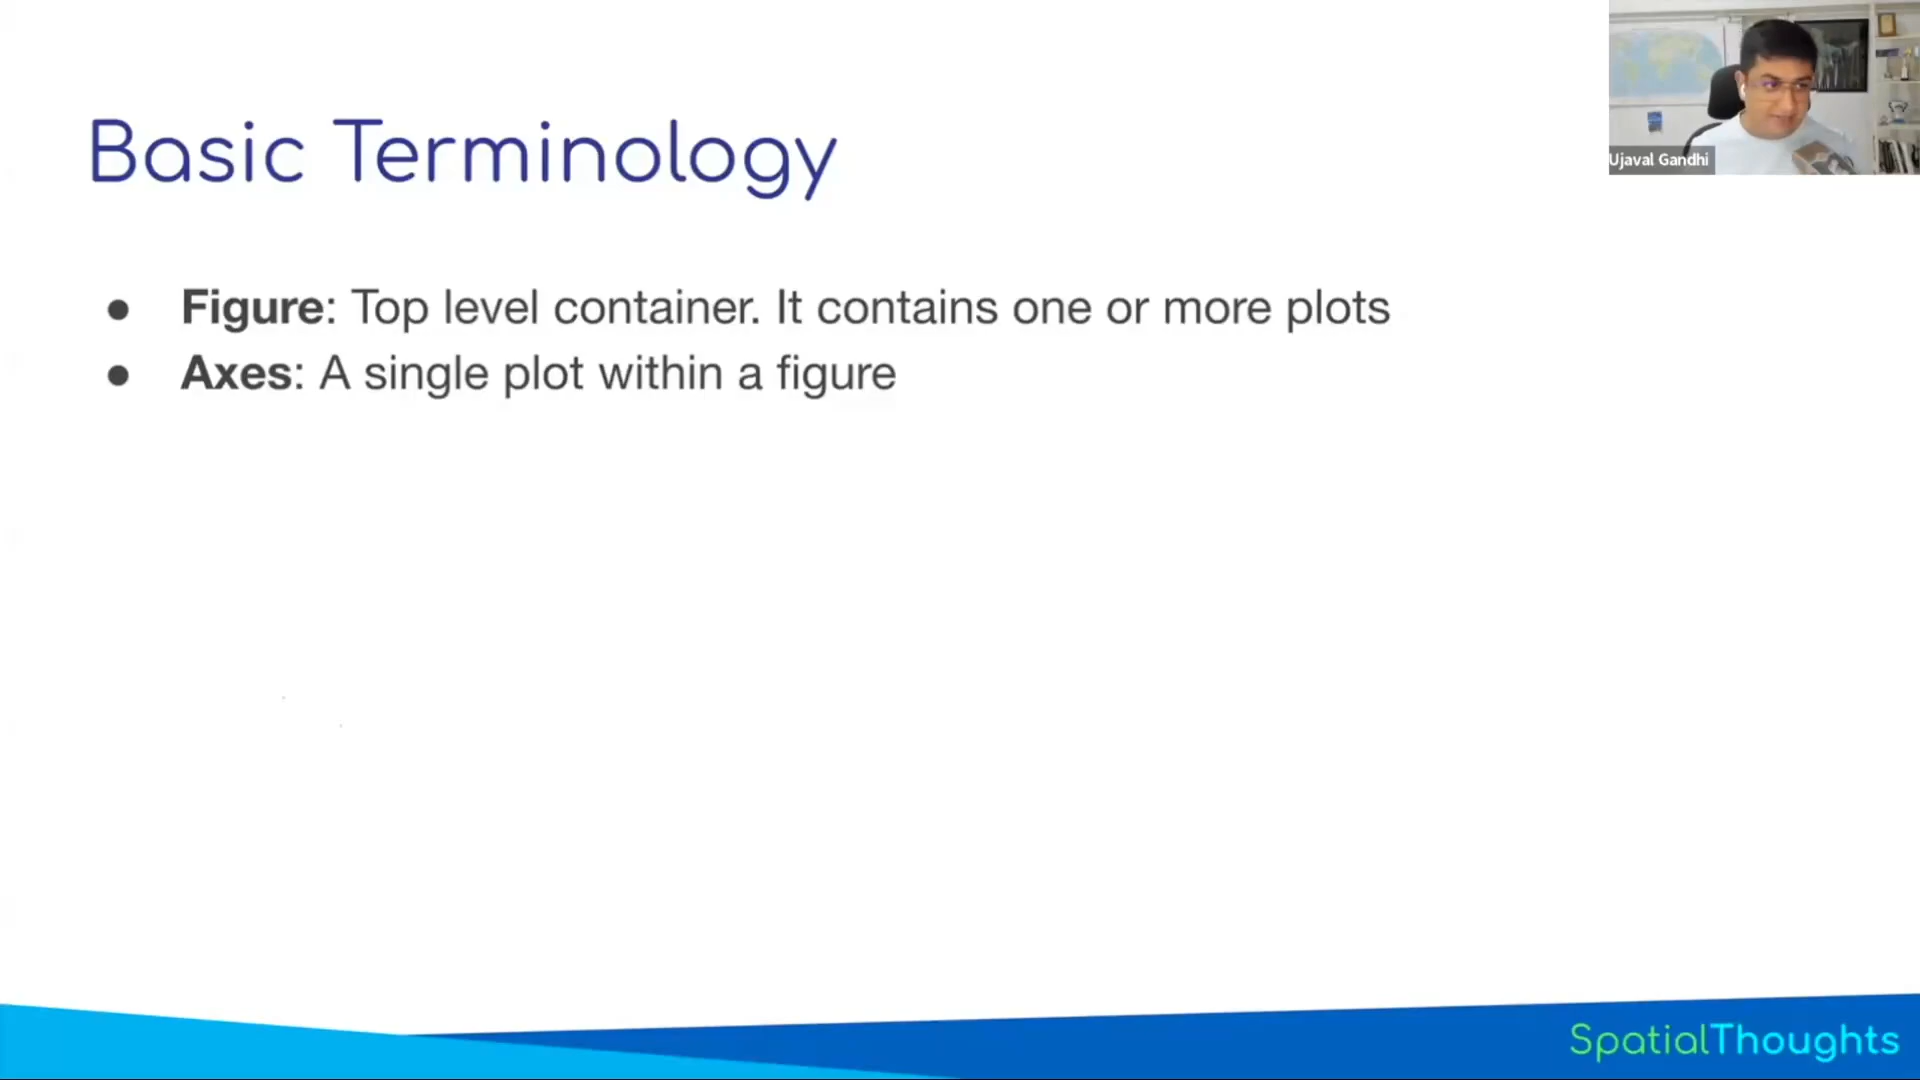 Basic Terminology
Ujaval Gandhi
● Figure: Top level container. It contains one or more plots
● Axes: A single plot within a figure
SpatialThoughts